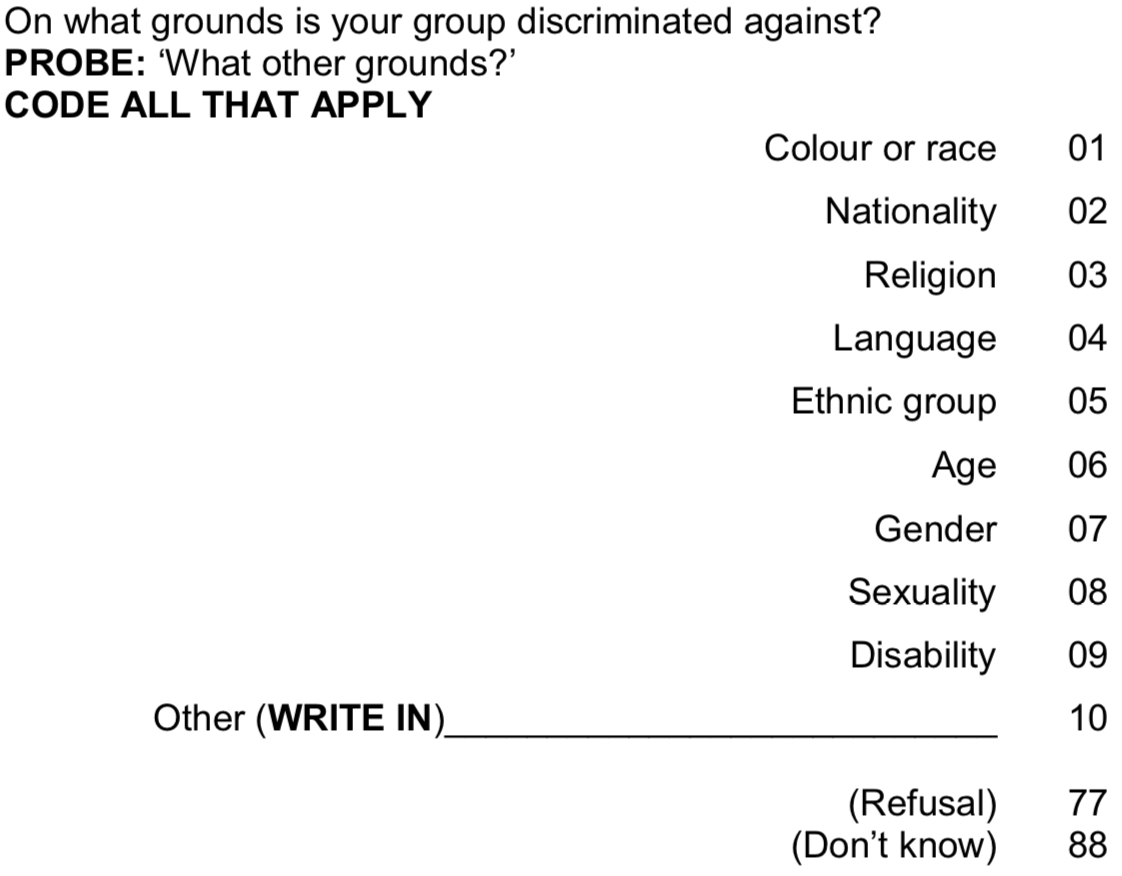 On what grounds is your group discriminated against?
PROBE: ‘What other grounds?’
CODE ALL THAT APPLY
Colour or race 01
Nationality 02
Religion 03
Language 04
Ethnic group 05
Age 06
Gender 07
Sexuality 08
Disability 09
Other (WRITE IN)______________________________ 10
(Refusal) 77
(Don’t know) 88